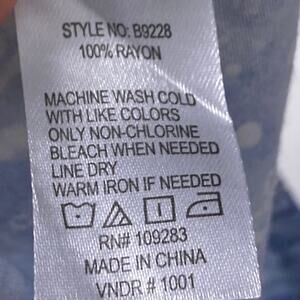 STYLE NO: B9228
100% RAYON
MACHINE WASH COLD
WITH LIKE COLORS
ONLY NON-CHLORINE
BLEACH WHEN NEEDED
LINE DRY
WARM IRON IF NEEDED
RN# 109283
MADE IN CHINA
VNDR # 1001